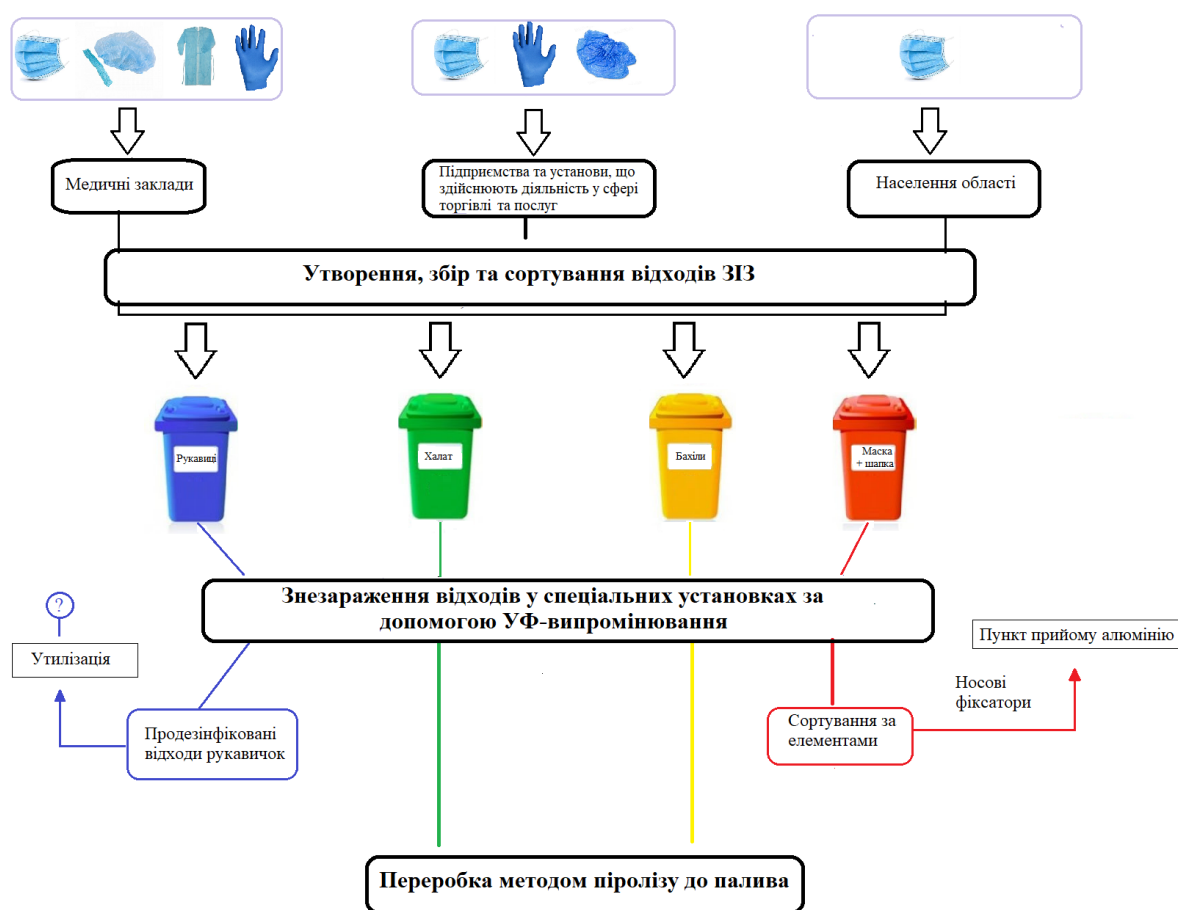 Медичні заклади
Підприємства та установи, що
здійснюють діяльність у сфері
торгівлі та послуг
Населення області
Утворення, збір та сортування відходів ЗІЗ
Рукавиці
Халат
Бахіли
Маска
+ шапка
Знезараження відходів у спеціальних установках за
допомогою УФ-випромінювання
?
Утилізація
Пункт прийому алюмінію
Носові
фіксатори
Продезінфіковані
відходи рукавичок
Сортування за
елементами
Переробка методом піролізу до палива